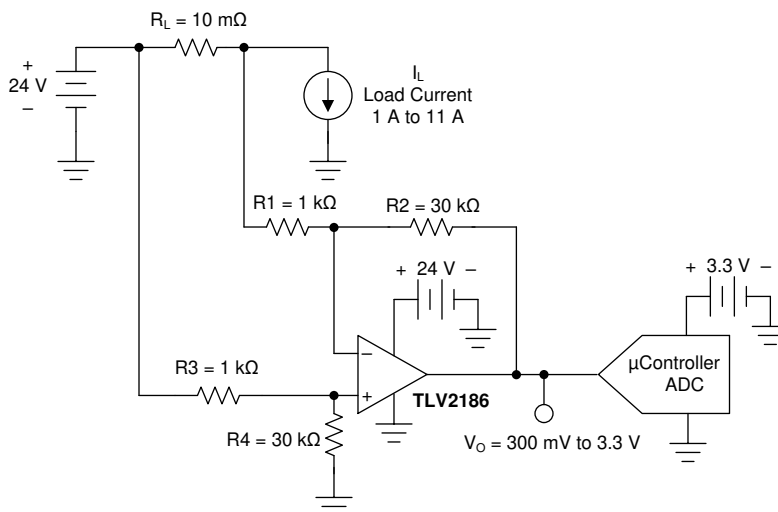 R_L = 10 mΩ
+
24 V
–
I_L
Load Current
1 A to 11 A
R1 = 1 kΩ
R2 = 30 kΩ
+ 24 V –
+ 3.3 V –
R3 = 1 kΩ
–
+
TLV2186
µController
ADC
R4 = 30 kΩ
V_O = 300 mV to 3.3 V